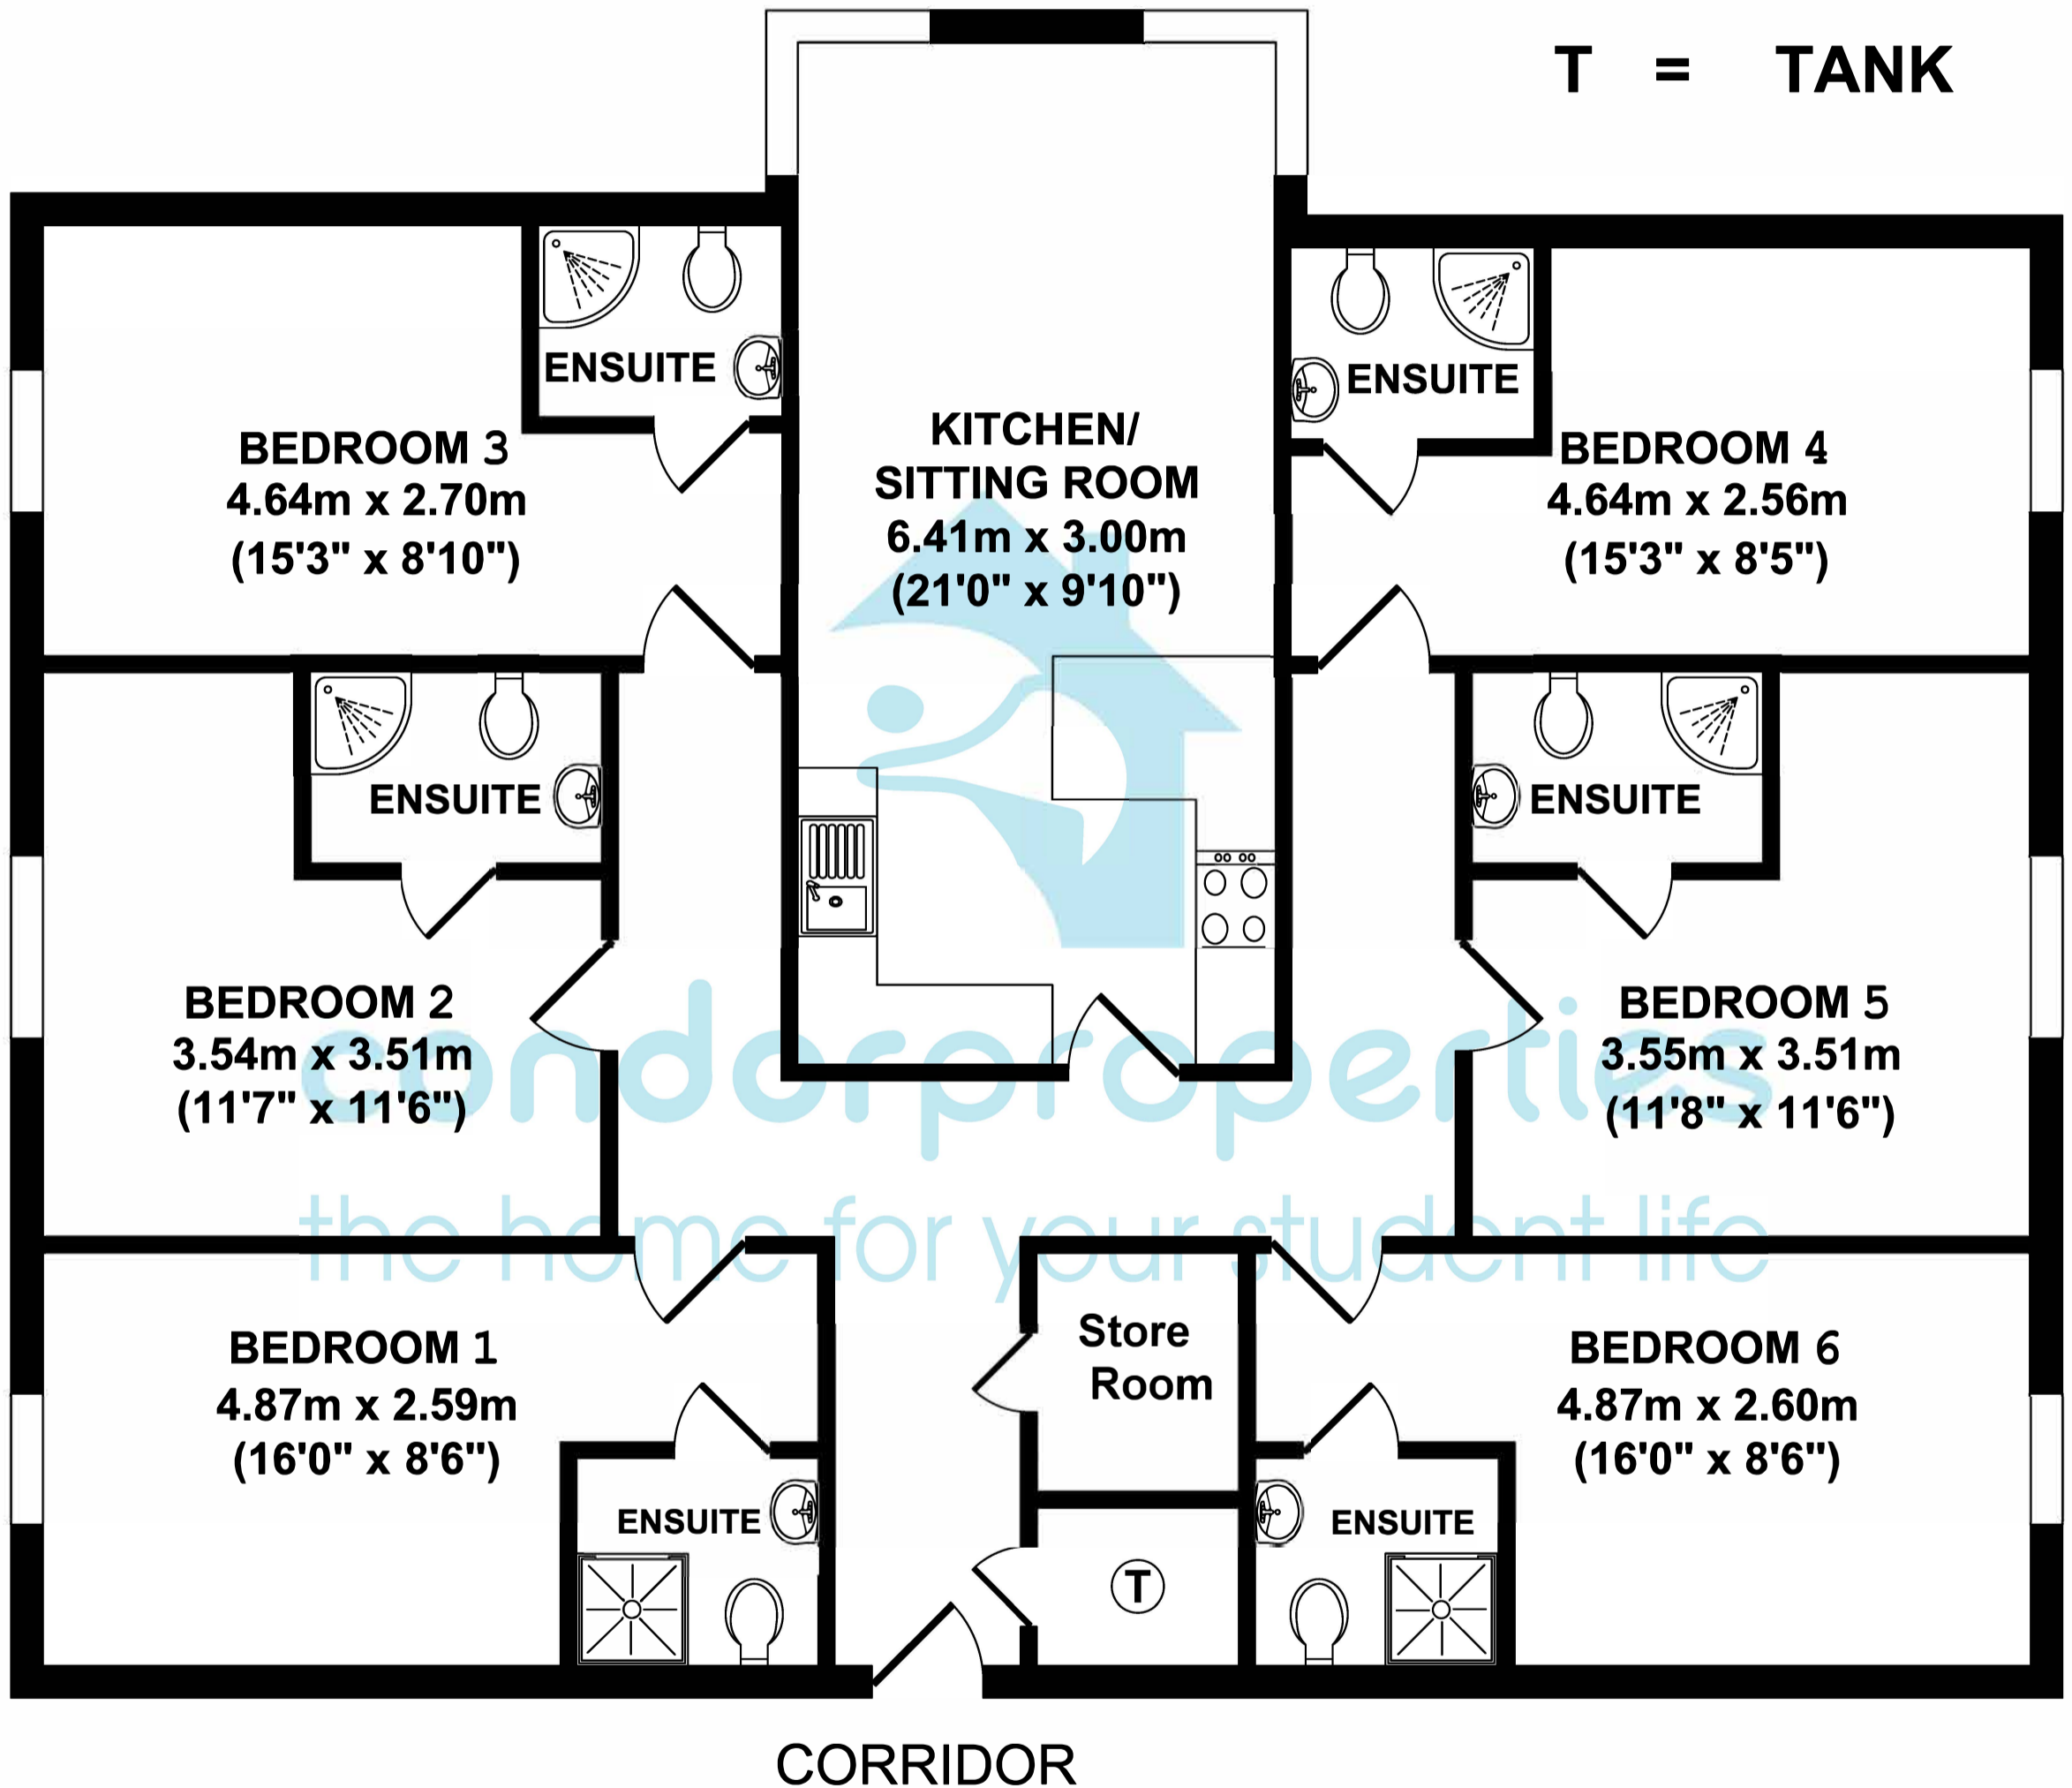 T = TANK
ENSUITE
ENSUITE
BEDROOM 3
4.64m x 2.70m
(15'3" x 8'10")
KITCHEN/
SITTING ROOM
6.41m x 3.00m
(21'0" x 9'10")
BEDROOM 4
4.64m x 2.56m
(15'3" x 8'5")
ENSUITE
ENSUITE
BEDROOM 2
3.54m x 3.51m
(11'7" x 11'6")
BEDROOM 5
3.55m x 3.51m
(11'8" x 11'6")
condorproperties
the home for your student life
BEDROOM 1
4.87m x 2.59m
(16'0" x 8'6")
Store
Room
BEDROOM 6
4.87m x 2.60m
(16'0" x 8'6")
ENSUITE
ENSUITE
T
CORRIDOR